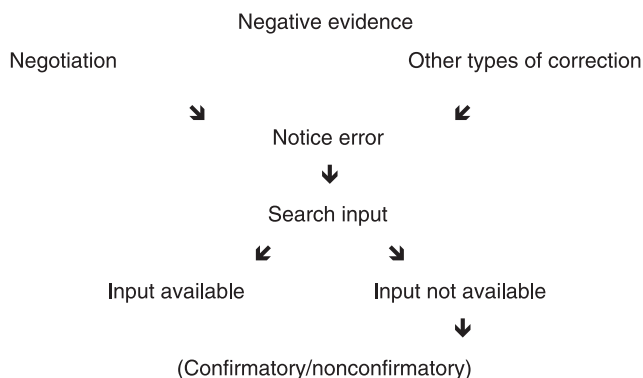 Negative evidence
Negotiation Other types of correction
Notice error
Search input
Input available Input not available
(Confirmatory/nonconfirmatory)